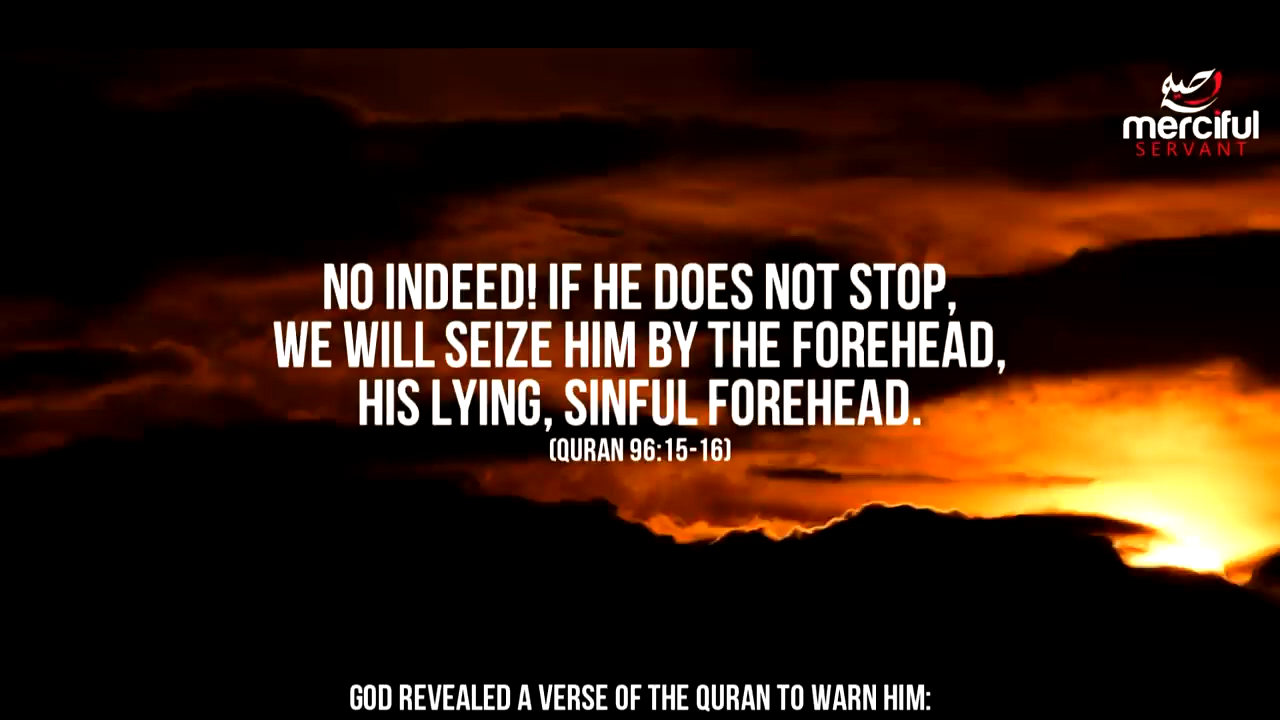 رحيم
merciful
SERVANT
NO INDEED! IF HE DOES NOT STOP,
WE WILL SEIZE HIM BY THE FOREHEAD,
HIS LYING, SINFUL FOREHEAD.
(QURAN 96:15-16)
GOD REVEALED A VERSE OF THE QURAN TO WARN HIM: